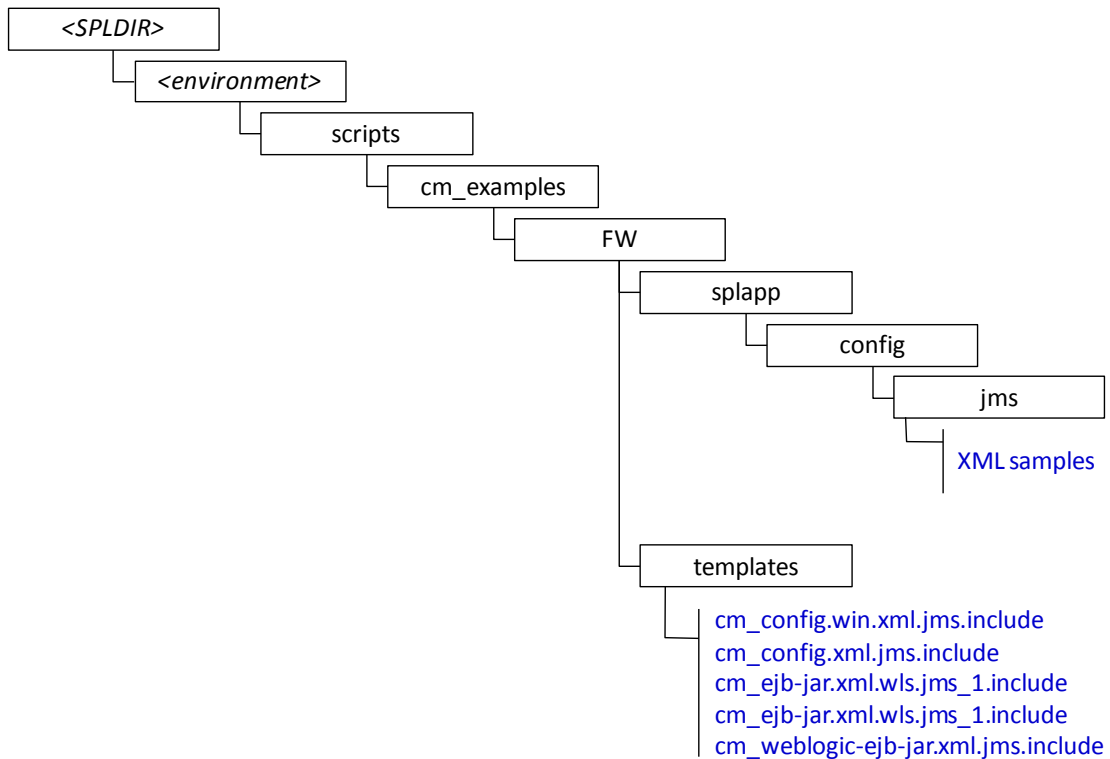 <SPLDIR>
<environment>
scripts
cm_examples
FW
splapp
config
jms
XML samples
templates
cm_config.win.xml.jms.include
cm_config.xml.jms.include
cm_ejb-jar.xml.wls.jms_1.include
cm_ejb-jar.xml.wls.jms_1.include
cm_weblogic-ejb-jar.xml.jms.include